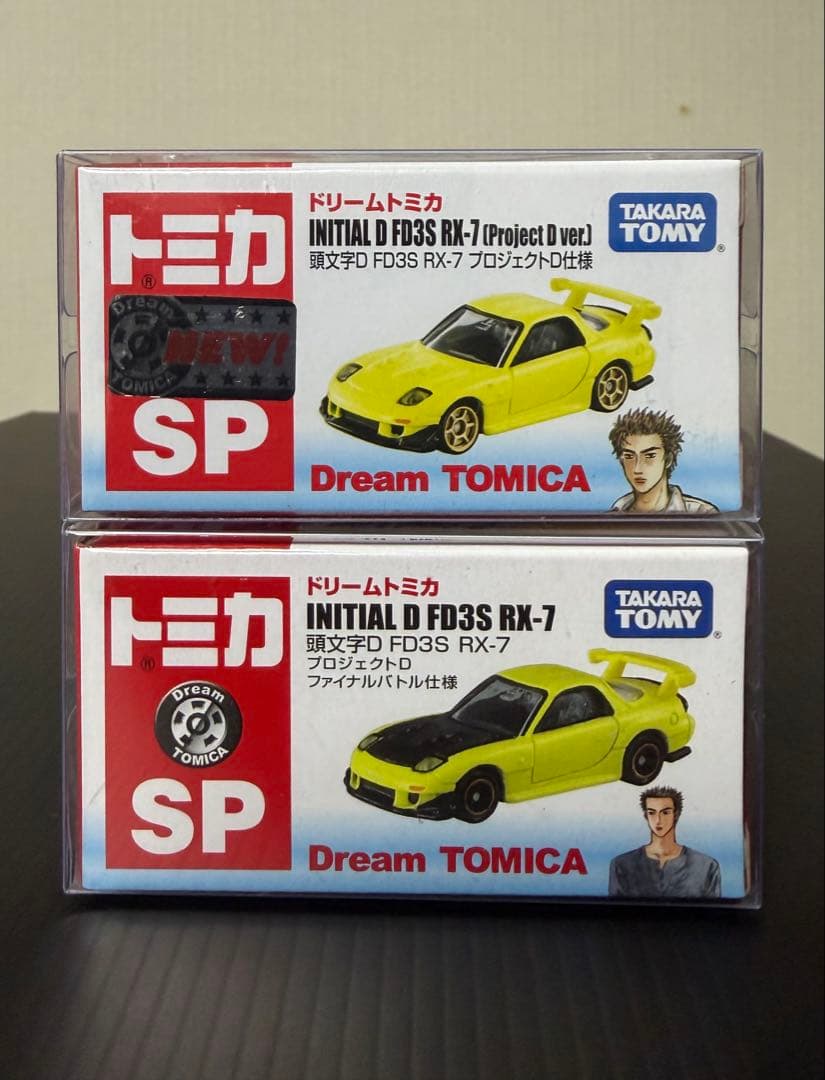 トミカ
®
Dream
NEW!
TOMICA
SP
ドリームトミカ
INITIAL D FD3S RX-7 (Project D ver.)
頭文字D FD3S RX-7 プロジェクトD仕様
TAKARA
TOMY
®
Dream TOMICA
トミカ
®
Dream
TOMICA
SP
ドリームトミカ
INITIAL D FD3S RX-7
頭文字D FD3S RX-7
プロジェクトD
ファイナルバトル仕様
TAKARA
TOMY
®
Dream TOMICA